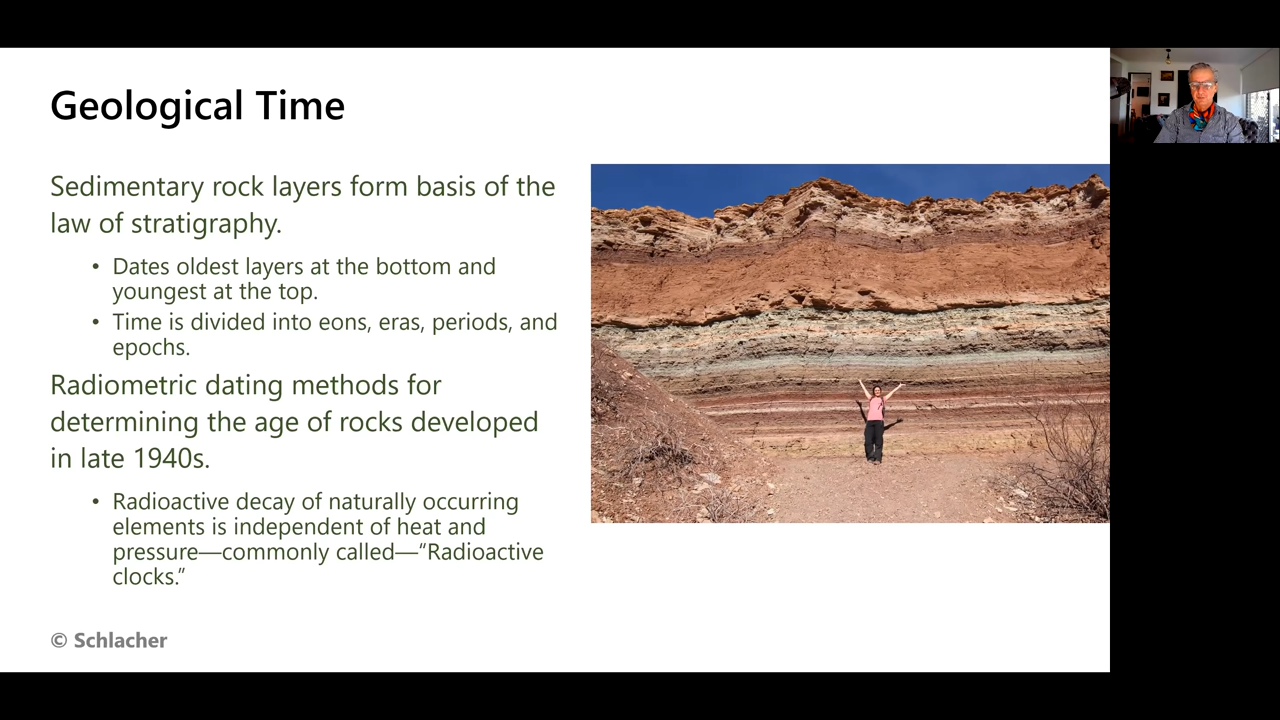 Geological Time
Sedimentary rock layers form basis of the
law of stratigraphy.
• Dates oldest layers at the bottom and
youngest at the top.
• Time is divided into eons, eras, periods, and
epochs.
Radiometric dating methods for
determining the age of rocks developed
in late 1940s.
• Radioactive decay of naturally occurring
elements is independent of heat and
pressure—commonly called—“Radioactive
clocks.”
© Schlacher